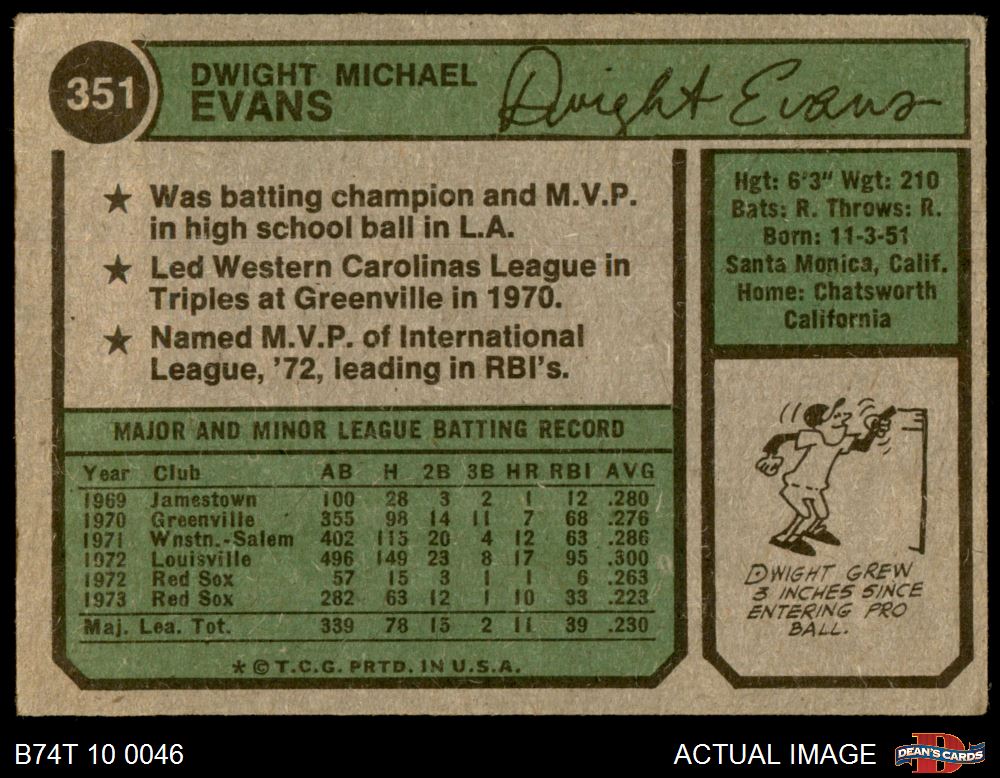 351
DWIGHT MICHAEL
EVANS
Dwight Evans
★ Was batting champion and M.V.P.
in high school ball in L.A.
★ Led Western Carolinas League in
Triples at Greenville in 1970.
★ Named M.V.P. of International
League, '72, leading in RBI's.
Hgt: 6'3" Wgt: 210
Bats: R. Throws: R.
Born: 11-3-51
Santa Monica, Calif.
Home: Chatsworth
California
MAJOR AND MINOR LEAGUE BATTING RECORD
Year Club AB H 2B 3B HR RBI AVG
1969 Jamestown 100 28 3 2 1 12 .280
1970 Greenville 355 98 14 11 7 68 .276
1971 Wnstn.-Salem 402 115 20 4 12 63 .286
1972 Louisville 496 149 23 8 17 95 .300
1972 Red Sox 57 15 3 1 1 6 .263
1973 Red Sox 282 63 12 1 10 33 .223
Maj. Lea. Tot. 339 78 15 2 11 39 .230
* © T.C.G. PRTD. IN U.S.A.
DWIGHT GREW
3 INCHES SINCE
ENTERING PRO
BALL.
B74T 10 0046
ACTUAL IMAGE
DEAN'S CARDS